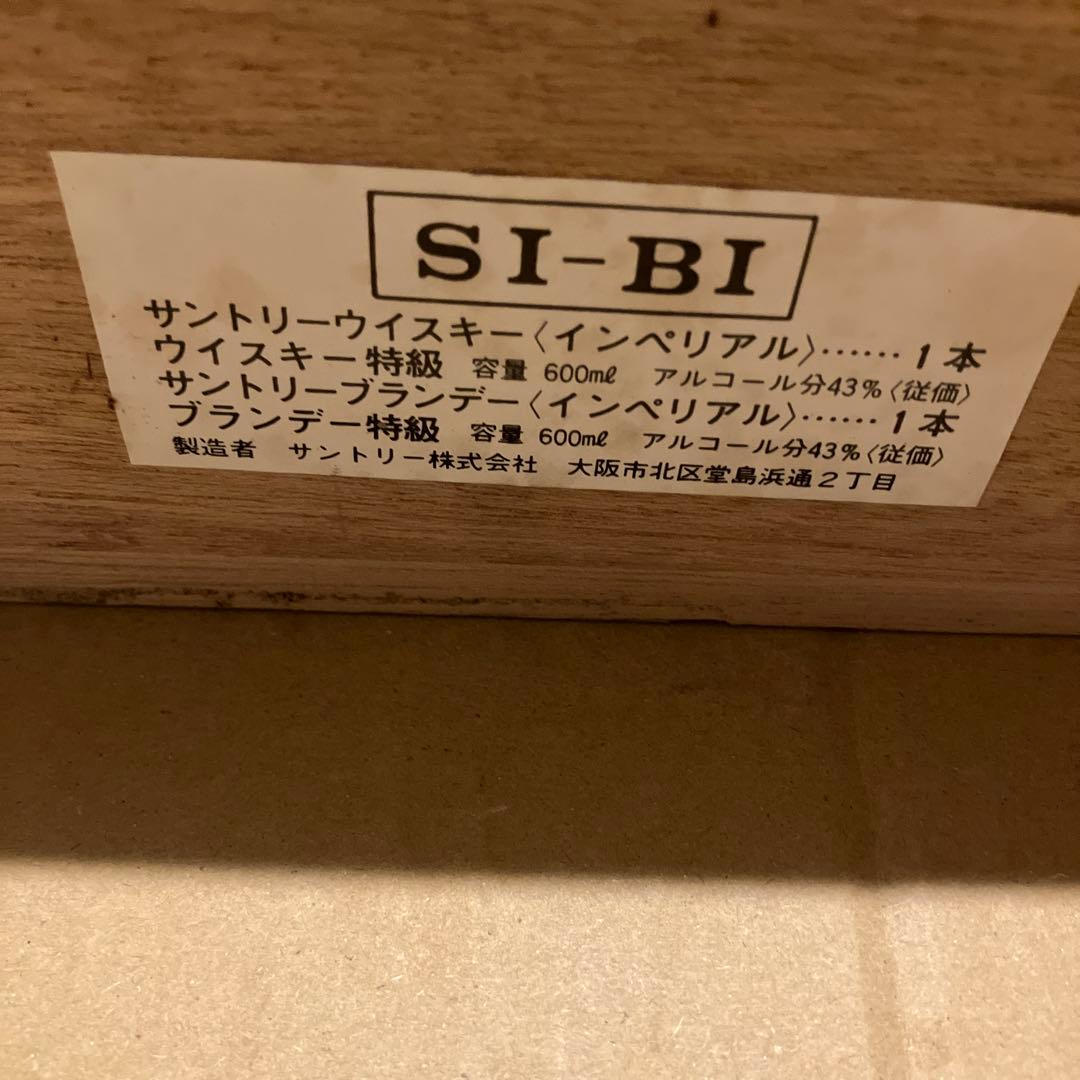 SI-BI
サントリーウイスキー〈インペリアル〉……1本
ウイスキー特級 容量 600mℓ アルコール分43%〈従価〉
サントリーブランデー〈インペリアル〉……1本
ブランデー特級 容量 600mℓ アルコール分43%〈従価〉
製造者 サントリー株式会社 大阪市北区堂島浜通2丁目